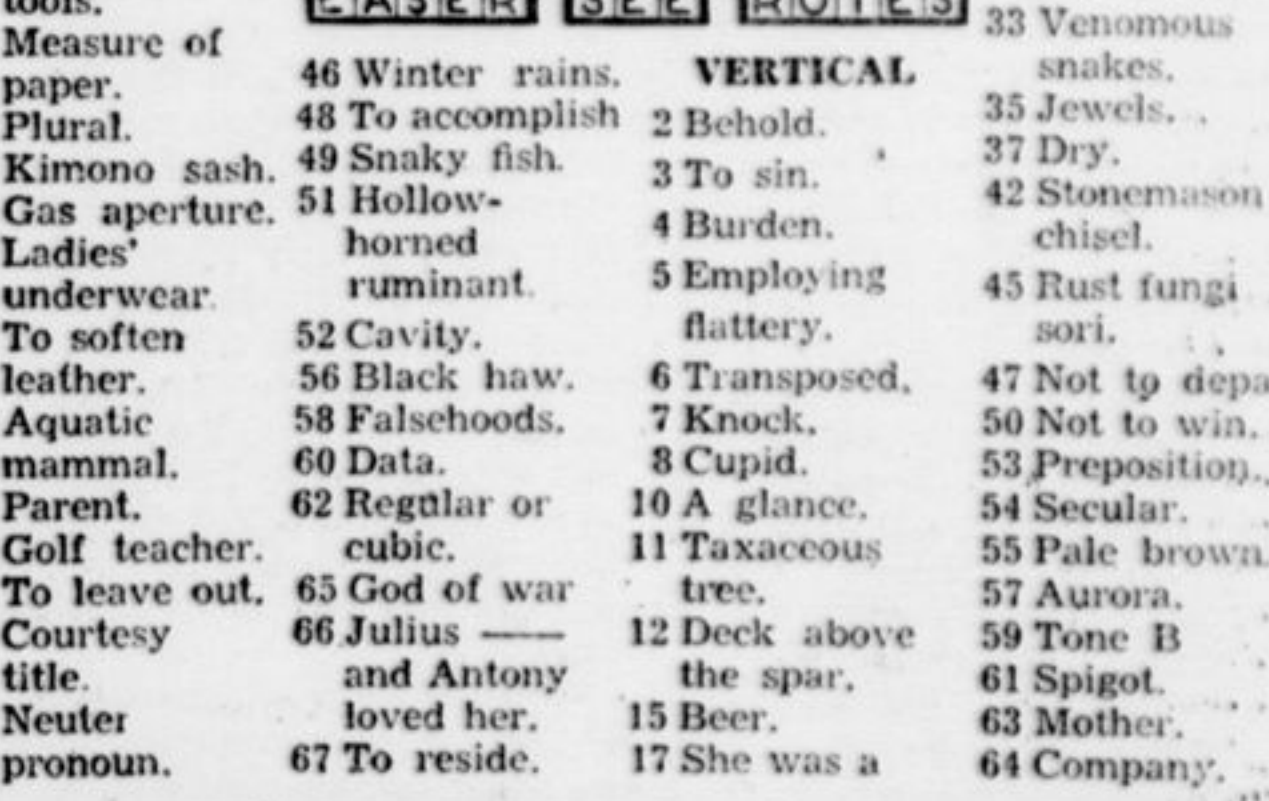 tools.
Measure of
paper.
Plural.
Kimono sash.
Gas aperture.
Ladies'
underwear.
To soften
leather.
Aquatic
mammal.
Parent.
Golf teacher.
To leave out.
Courtesy
title.
Neuter
pronoun.
EASER SEE ROTES
46 Winter rains.
48 To accomplish
49 Snaky fish.
51 Hollow-
horned
ruminant.
52 Cavity.
56 Black haw.
58 Falsehoods.
60 Data.
62 Regular or
cubic.
65 God of war
66 Julius ——
and Antony
loved her.
67 To reside.
VERTICAL
2 Behold.
3 To sin.
4 Burden.
5 Employing
flattery.
6 Transposed.
7 Knock.
8 Cupid.
10 A glance.
11 Taxaceous
tree.
12 Deck above
the spar.
15 Beer.
17 She was a
33 Venomous
snakes.
35 Jewels.
37 Dry.
42 Stonemason
chisel.
45 Rust fungi
sori.
47 Not to depa
50 Not to win.
53 Preposition.
54 Secular.
55 Pale brown.
57 Aurora.
59 Tone B
61 Spigot.
63 Mother.
64 Company.